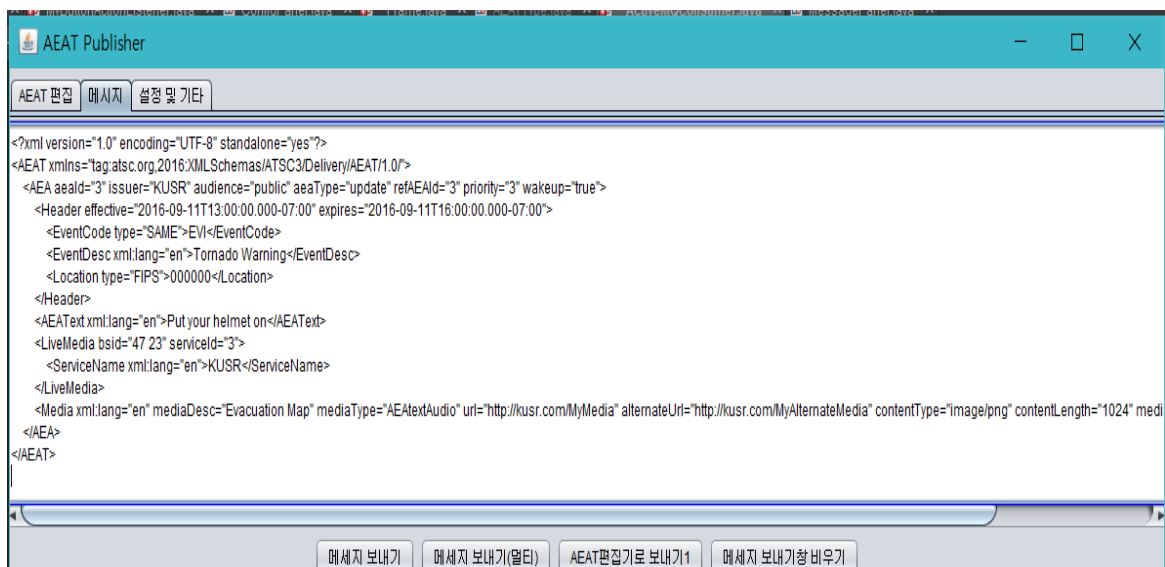 AEAT Publisher
AEAT 편집 메시지 설정 및 기타
<?xml version="1.0" encoding="UTF-8" standalone="yes"?>
<AEAT xmlns="tag:atsc.org,2016:XMLSchemas/ATSC3/Delivery/AEAT/1.0/">
<AEA aeaId="3" issuer="KUSR" audience="public" aeaType="update" refAEAId="3" priority="3" wakeup="true">
<Header effective="2016-09-11T13:00:00.000-07:00" expires="2016-09-11T16:00:00.000-07:00">
<EventCode type="SAME">EVI</EventCode>
<EventDesc xml:lang="en">Tornado Warning</EventDesc>
<Location type="FIPS">000000</Location>
</Header>
<AEAText xml:lang="en">Put your helmet on</AEAText>
<LiveMedia bsid="47 23" serviceId="3">
<ServiceName xml:lang="en">KUSR</ServiceName>
</LiveMedia>
<Media xml:lang="en" mediaDesc="Evacuation Map" mediaType="AEAtextAudio" url="http://kusr.com/MyMedia" alternateUrl="http://kusr.com/MyAlternateMedia" contentType="image/png" contentLength="1024" medi
</AEA>
</AEAT>
메세지 보내기 메세지 보내기(멀티) AEAT편집기로 보내기1 메세지 보내기창 비우기